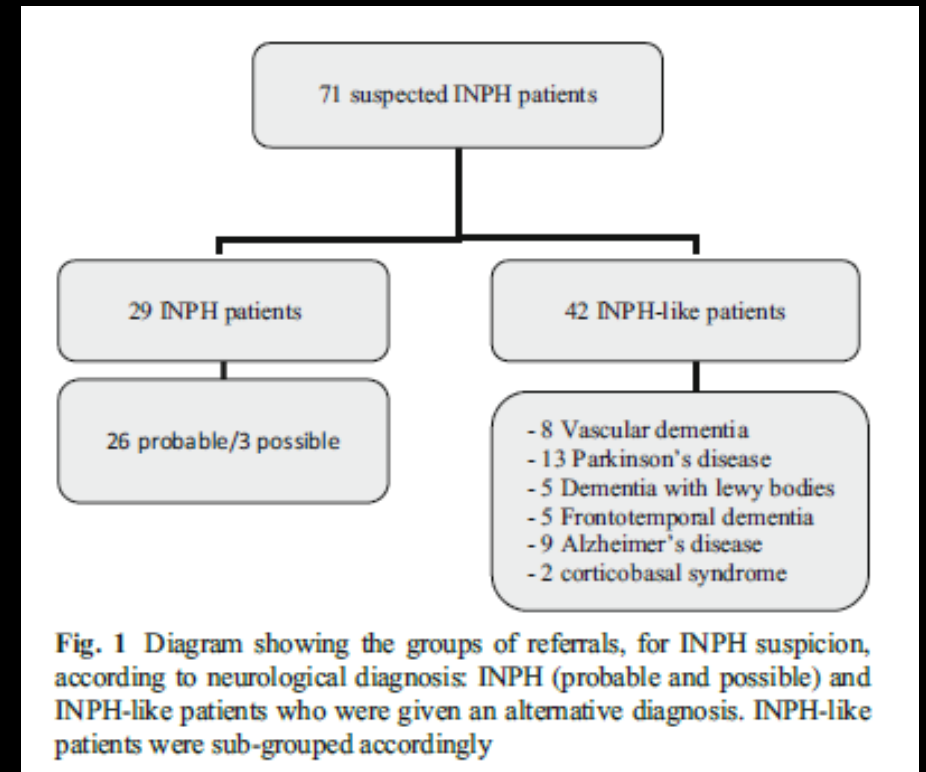 71 suspected INPH patients
29 INPH patients
42 INPH-like patients
26 probable/3 possible
- 8 Vascular dementia
- 13 Parkinson's disease
- 5 Dementia with lewy bodies
- 5 Frontotemporal dementia
- 9 Alzheimer's disease
- 2 corticobasal syndrome
Fig. 1 Diagram showing the groups of referrals, for INPH suspicion,
according to neurological diagnosis: INPH (probable and possible) and
INPH-like patients who were given an alternative diagnosis. INPH-like
patients were sub-grouped accordingly